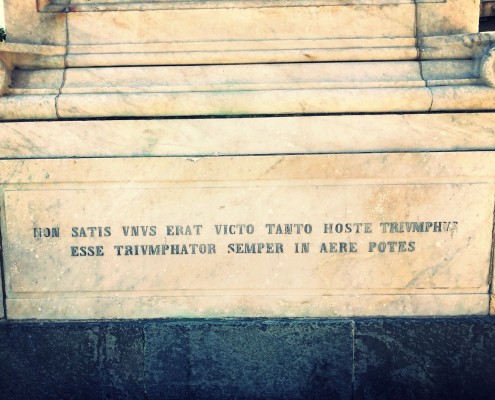 NON SATIS VNVS ERAT VICTO TANTO HOSTE TRIVMPHVS
ESSE TRIVMPHATOR SEMPER IN AERE POTES